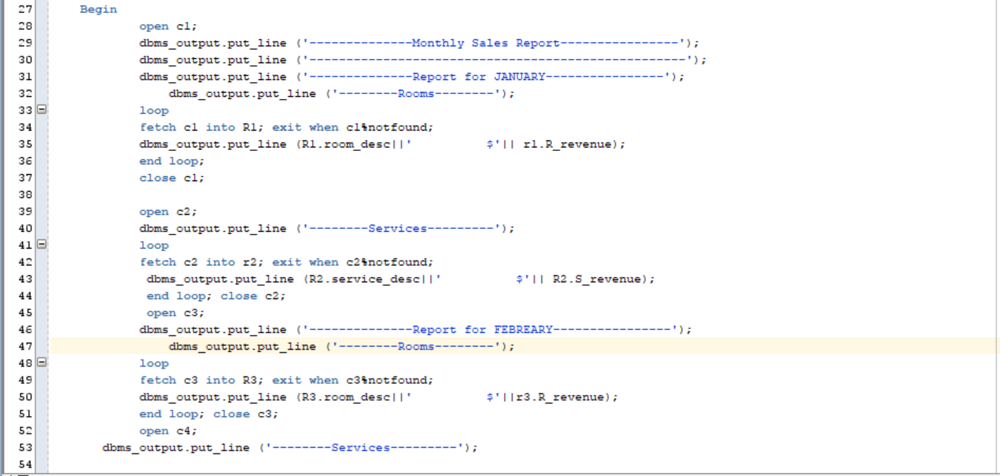 27 Begin
28 open c1;
29 dbms_output.put_line ('--------------Monthly Sales Report----------------');
30 dbms_output.put_line ('---------------------------------------------------');
31 dbms_output.put_line ('--------------Report for JANUARY----------------');
32 dbms_output.put_line ('--------Rooms--------');
33 loop
34 fetch c1 into R1; exit when c1%notfound;
35 dbms_output.put_line (R1.room_desc||'          $'|| r1.R_revenue);
36 end loop;
37 close c1;
38
39 open c2;
40 dbms_output.put_line ('--------Services---------');
41 loop
42 fetch c2 into r2; exit when c2%notfound;
43 dbms_output.put_line (R2.service_desc||'          $'|| R2.S_revenue);
44 end loop; close c2;
45 open c3;
46 dbms_output.put_line ('--------------Report for FEBREARY----------------');
47 dbms_output.put_line ('--------Rooms--------');
48 loop
49 fetch c3 into R3; exit when c3%notfound;
50 dbms_output.put_line (R3.room_desc||'          $'||r3.R_revenue);
51 end loop; close c3;
52 open c4;
53 dbms_output.put_line ('--------Services---------');
54